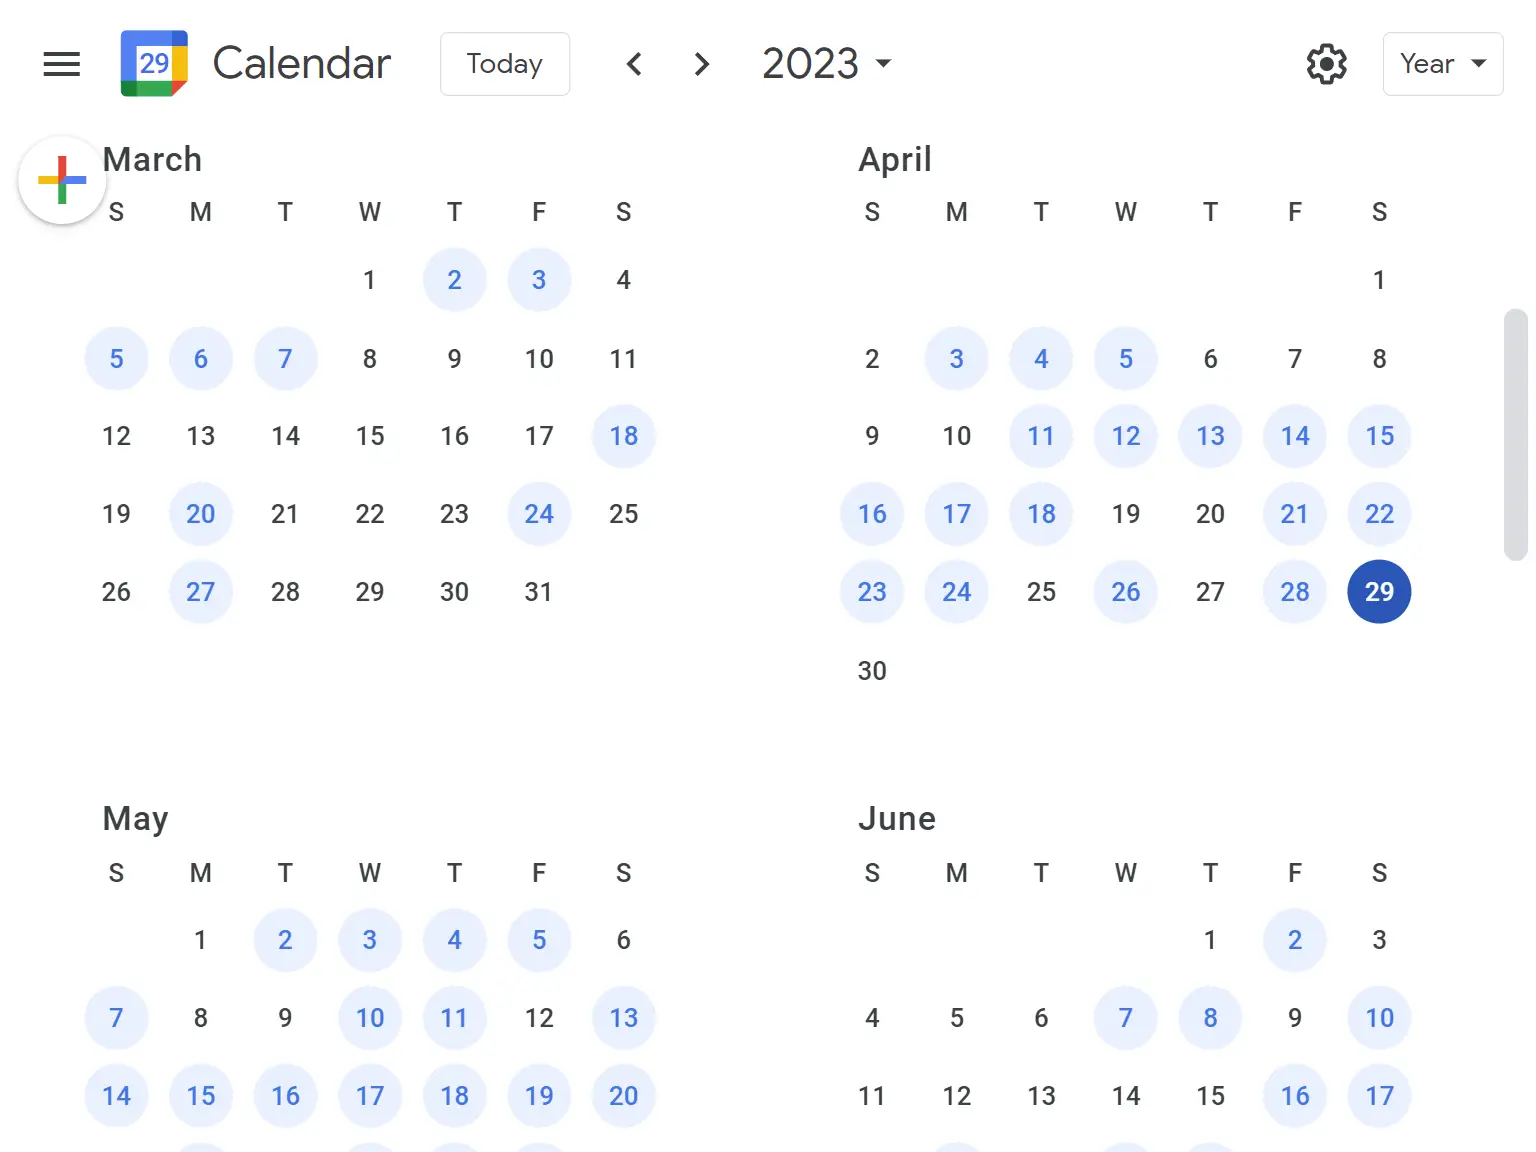 29 Calendar Today 2023 Year
March
S M T W T F S
1 2 3 4
5 6 7 8 9 10 11
12 13 14 15 16 17 18
19 20 21 22 23 24 25
26 27 28 29 30 31
April
S M T W T F S
1
2 3 4 5 6 7 8
9 10 11 12 13 14 15
16 17 18 19 20 21 22
23 24 25 26 27 28 29
30
May
S M T W T F S
1 2 3 4 5 6
7 8 9 10 11 12 13
14 15 16 17 18 19 20
June
S M T W T F S
1 2 3
4 5 6 7 8 9 10
11 12 13 14 15 16 17